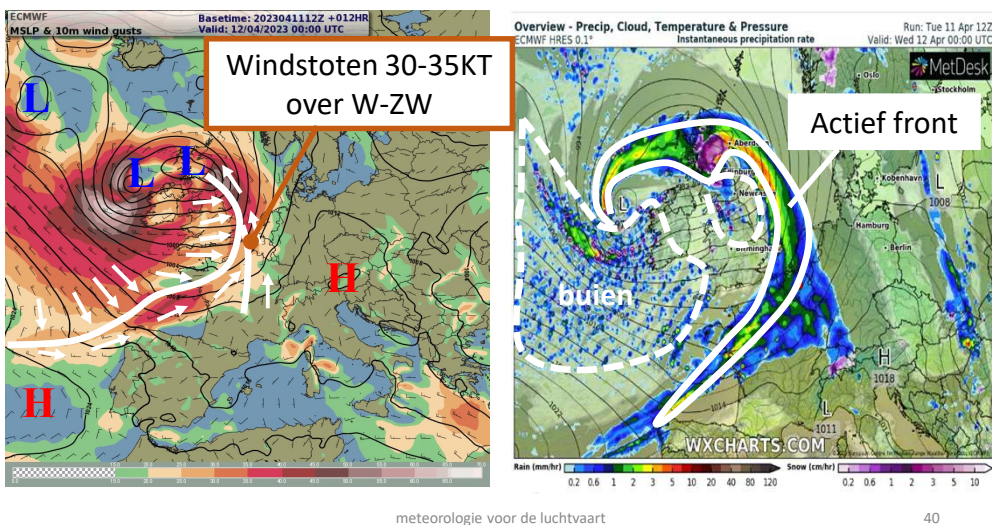 ECMWF
MSLP & 10m wind gusts
Basetime: 2023041112Z +012HR
Valid: 12/04/2023 00:00 UTC
Windstoten 30-35KT
over W-ZW
L
L
L
H
H
Overview - Precip, Cloud, Temperature & Pressure
Run: Tue 11 Apr 12Z
ECMWF HRES 0.1°
Instantaneous precipitation rate
Valid: Wed 12 Apr 00:00 UTC
MetDesk
Oslo
Stockholm
Actief front
Kobenhavn
L
1008
Hamburg
Berlin
L
buien
H
1018
L
1011
1014
1022
WXCHARTS.COM
Rain (mm/hr)
0.2 0.6 1 2 3 5 10 15 20 40 80 120
Snow (cm/hr)
0.2 0.6 1 2 3 5 10
meteorologie voor de luchtvaart
40